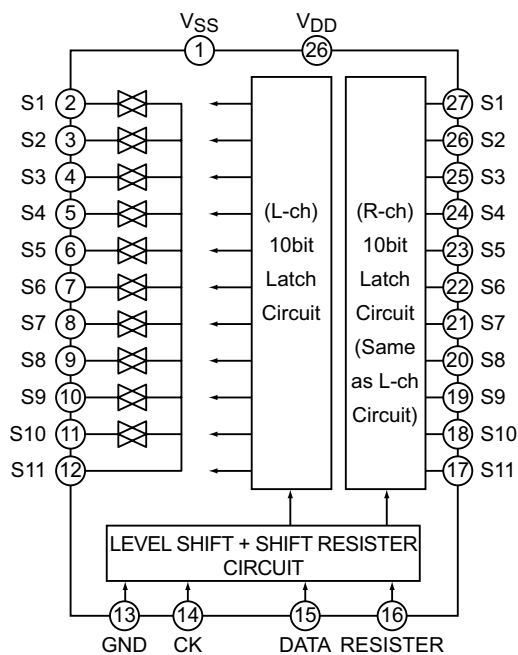 VSS VDD
1 26
S1 2 27 S1
S2 3 26 S2
S3 4 25 S3
S4 5 24 S4
S5 6 23 S5
S6 7 22 S6
S7 8 21 S7
S8 9 20 S8
S9 10 19 S9
S10 11 18 S10
S11 12 17 S11
(L-ch)
10bit
Latch
Circuit
(R-ch)
10bit
Latch
Circuit
(Same
as L-ch
Circuit)
LEVEL SHIFT + SHIFT RESISTER
CIRCUIT
13 14 15 16
GND CK DATA RESISTER